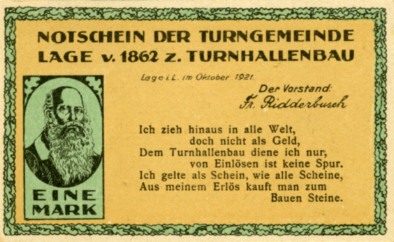 NOTSCHEIN DER TURNGEMEINDE
LAGE v. 1862 z. TURNHALLENBAU
Lage i. L. im Oktober 1921.
Der Vorstand:
Fr. Ridderbusch
Ich zieh hinaus in alle Welt,
doch nicht als Geld,
Dem Turnhallenbau diene ich nur,
von Einlösen ist keine Spur.
Ich gelte als Schein, wie alle Scheine,
Aus meinem Erlös kauft man zum
Bauen Steine.
EINE
MARK